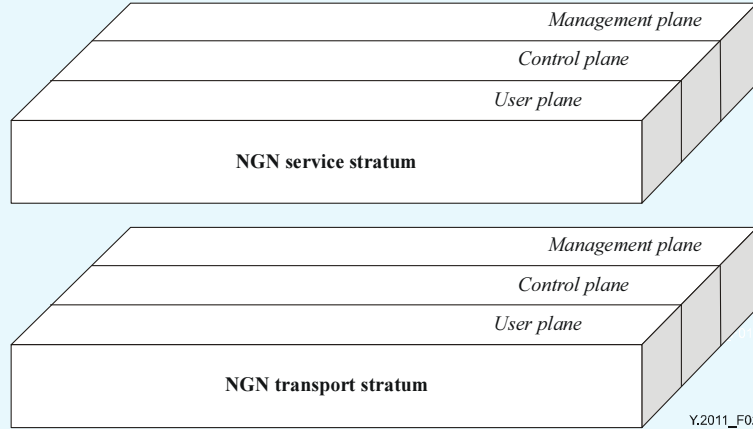 Management plane
Control plane
User plane
NGN service stratum
Management plane
Control plane
User plane
NGN transport stratum